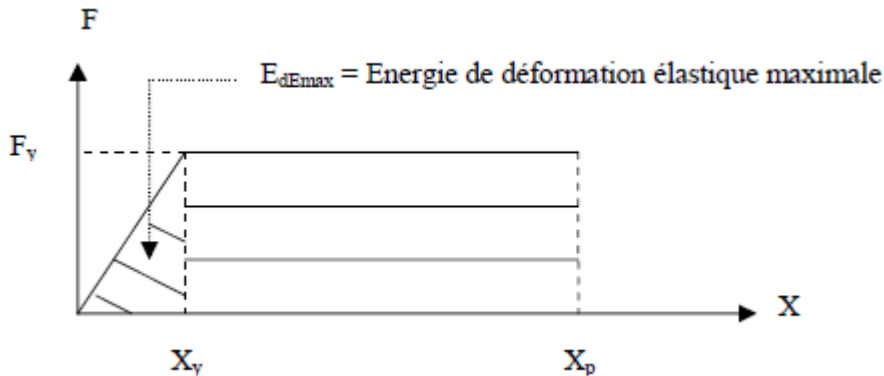 F
E_dEmax = Energie de déformation élastique maximale
F_y
X
X_y
X_p